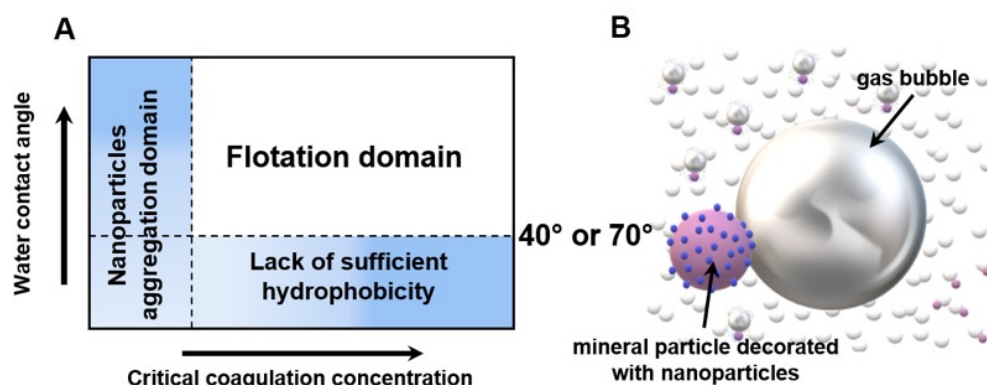 A
B
Water contact angle
Nanoparticles
aggregation domain
Flotation domain
Lack of sufficient
hydrophobicity
40° or 70°
Critical coagulation concentration
gas bubble
mineral particle decorated
with nanoparticles